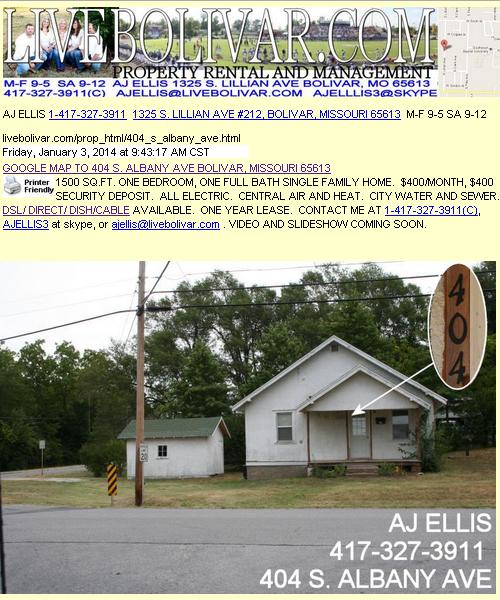 LIVEBOLIVAR.COM
PROPERTY RENTAL AND MANAGEMENT
M-F 9-5 SA 9-12 AJ ELLIS 1325 S. LILLIAN AVE BOLIVAR, MO 65613
417-327-3911(C) AJELLIS@LIVEBOLIVAR.COM AJELLLIS3@SKYPE
AJ ELLIS 1-417-327-3911 1325 S. LILLIAN AVE #212, BOLIVAR, MISSOURI 65613 M-F 9-5 SA 9-12
livebolivar.com/prop_html/404_s_albany_ave.html
Friday, January 3, 2014 at 9:43:17 AM CST
GOOGLE MAP TO 404 S. ALBANY AVE BOLIVAR, MISSOURI 65613
Printer Friendly 1500 SQ.FT. ONE BEDROOM, ONE FULL BATH SINGLE FAMILY HOME. $400/MONTH, $400
SECURITY DEPOSIT. ALL ELECTRIC. CENTRAL AIR AND HEAT. CITY WATER AND SEWER.
DSL/ DIRECT/ DISH/CABLE AVAILABLE. ONE YEAR LEASE. CONTACT ME AT 1-417-327-3911(C),
AJELLIS3 at skype, or ajellis@livebolivar.com . VIDEO AND SLIDESHOW COMING SOON.
404
20
AJ ELLIS
417-327-3911
404 S. ALBANY AVE